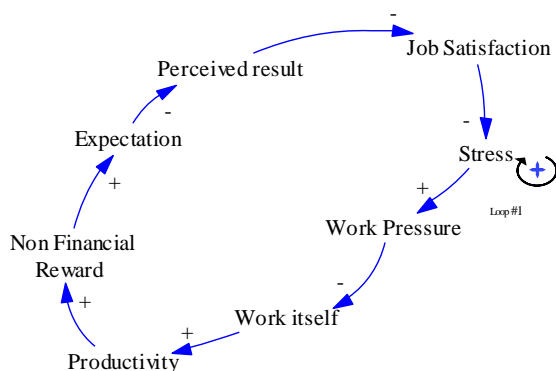 -
Job Satisfaction
Perceived result
-
-
Expectation
Stress
+
+
Loop #1
Non Financial
Reward
Work Pressure
-
+
Work itself
+
Productivity
+